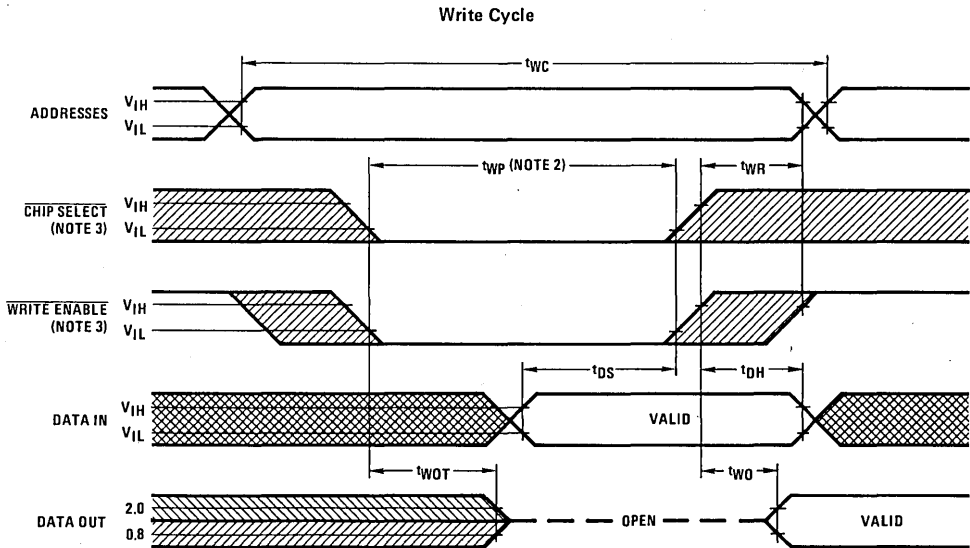 Write Cycle
tWC
ADDRESSES
VIH
VIL
tWP (NOTE 2)
tWR
CHIP SELECT
(NOTE 3)
VIH
VIL
WRITE ENABLE
(NOTE 3)
VIH
VIL
tDS
tDH
DATA IN
VIH
VIL
VALID
tWOT
tWO
DATA OUT
2.0
0.8
OPEN
VALID